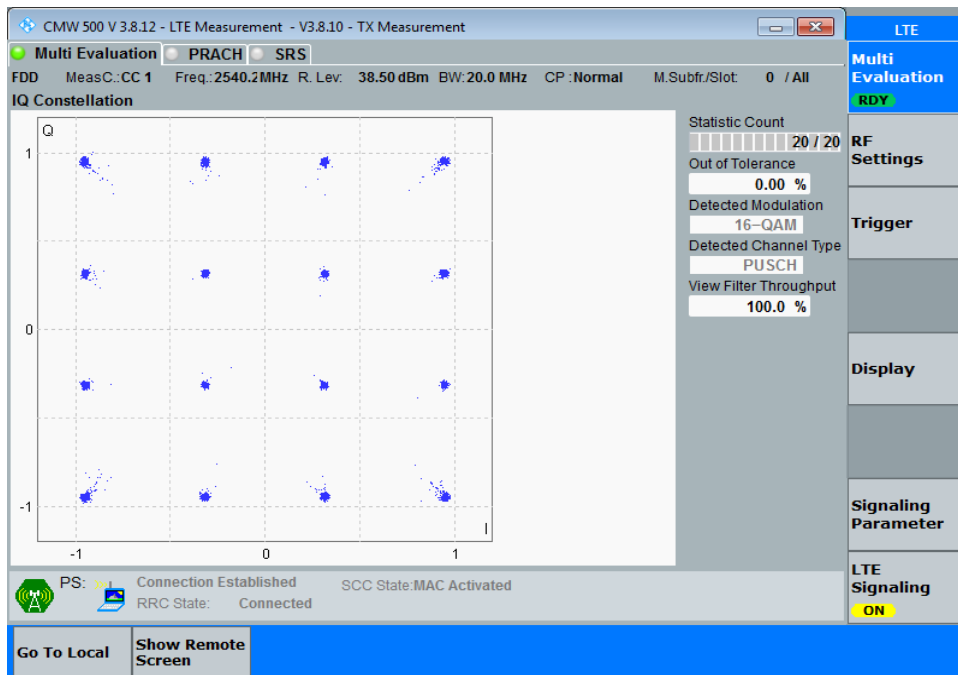 CMW 500 V 3.8.12 - LTE Measurement - V3.8.10 - TX Measurement
Multi Evaluation PRACH SRS
FDD MeasC.:CC 1 Freq.:2540.2MHz R. Lev: 38.50 dBm BW:20.0 MHz CP :Normal M.Subfr./Slot: 0 / All
IQ Constellation
Q
1
0
-1
I
-1 0 1
Statistic Count
20 / 20
Out of Tolerance
0.00 %
Detected Modulation
16-QAM
Detected Channel Type
PUSCH
View Filter Throughput
100.0 %
PS: Connection Established SCC State:MAC Activated
RRC State: Connected
LTE
Multi
Evaluation
RDY
RF
Settings
Trigger
Display
Signaling
Parameter
LTE
Signaling
ON
Go To Local
Show Remote
Screen